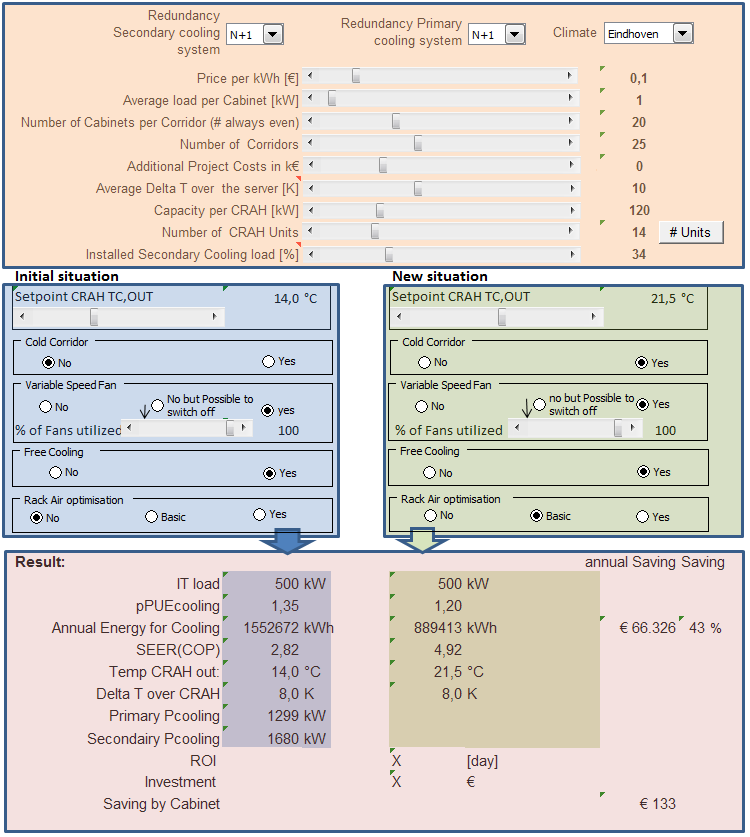 Redundancy Secondary cooling system N+1 Redundancy Primary cooling system N+1 Climate Eindhoven
Price per kWh [€] 0,1
Average load per Cabinet [kW] 1
Number of Cabinets per Corridor (# always even) 20
Number of Corridors 25
Additional Project Costs in k€ 0
Average Delta T over the server [K] 10
Capacity per CRAH [kW] 120
Number of CRAH Units 14 # Units
Installed Secondary Cooling load [%] 34
Initial situation
Setpoint CRAH TC,OUT 14,0 °C
Cold Corridor
No Yes
Variable Speed Fan
No No but Possible to switch off yes
% of Fans utilized 100
Free Cooling
No Yes
Rack Air optimisation
No Basic Yes
New situation
Setpoint CRAH TC,OUT 21,5 °C
Cold Corridor
No Yes
Variable Speed Fan
No no but Possible to switch off Yes
% of Fans utilized 100
Free Cooling
No Yes
Rack Air optimisation
No Basic Yes
Result: annual Saving Saving
IT load 500 kW 500 kW
pPUEcooling 1,35 1,20
Annual Energy for Cooling 1552672 kWh 889413 kWh € 66.326 43 %
SEER(COP) 2,82 4,92
Temp CRAH out: 14,0 °C 21,5 °C
Delta T over CRAH 8,0 K 8,0 K
Primary Pcooling 1299 kW
Secondairy Pcooling 1680 kW
ROI X [day]
Investment X €
Saving by Cabinet € 133